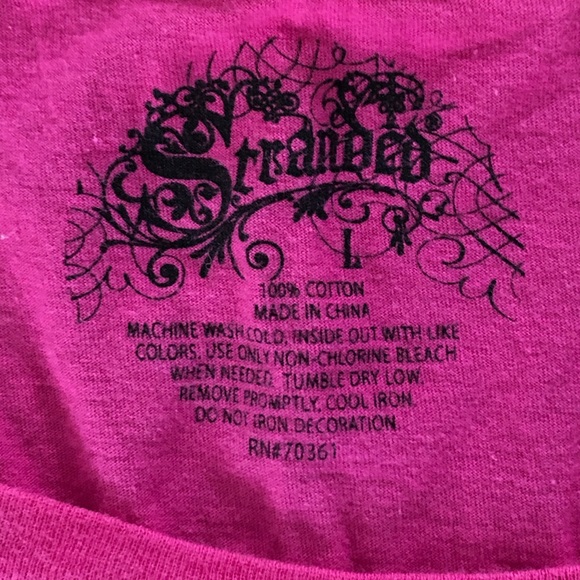 Stranded
L
100% COTTON
MADE IN CHINA
MACHINE WASH COLD, INSIDE OUT WITH LIKE
COLORS. USE ONLY NON-CHLORINE BLEACH
WHEN NEEDED. TUMBLE DRY LOW.
REMOVE PROMPTLY. COOL IRON.
DO NOT IRON DECORATION.
RN#70361